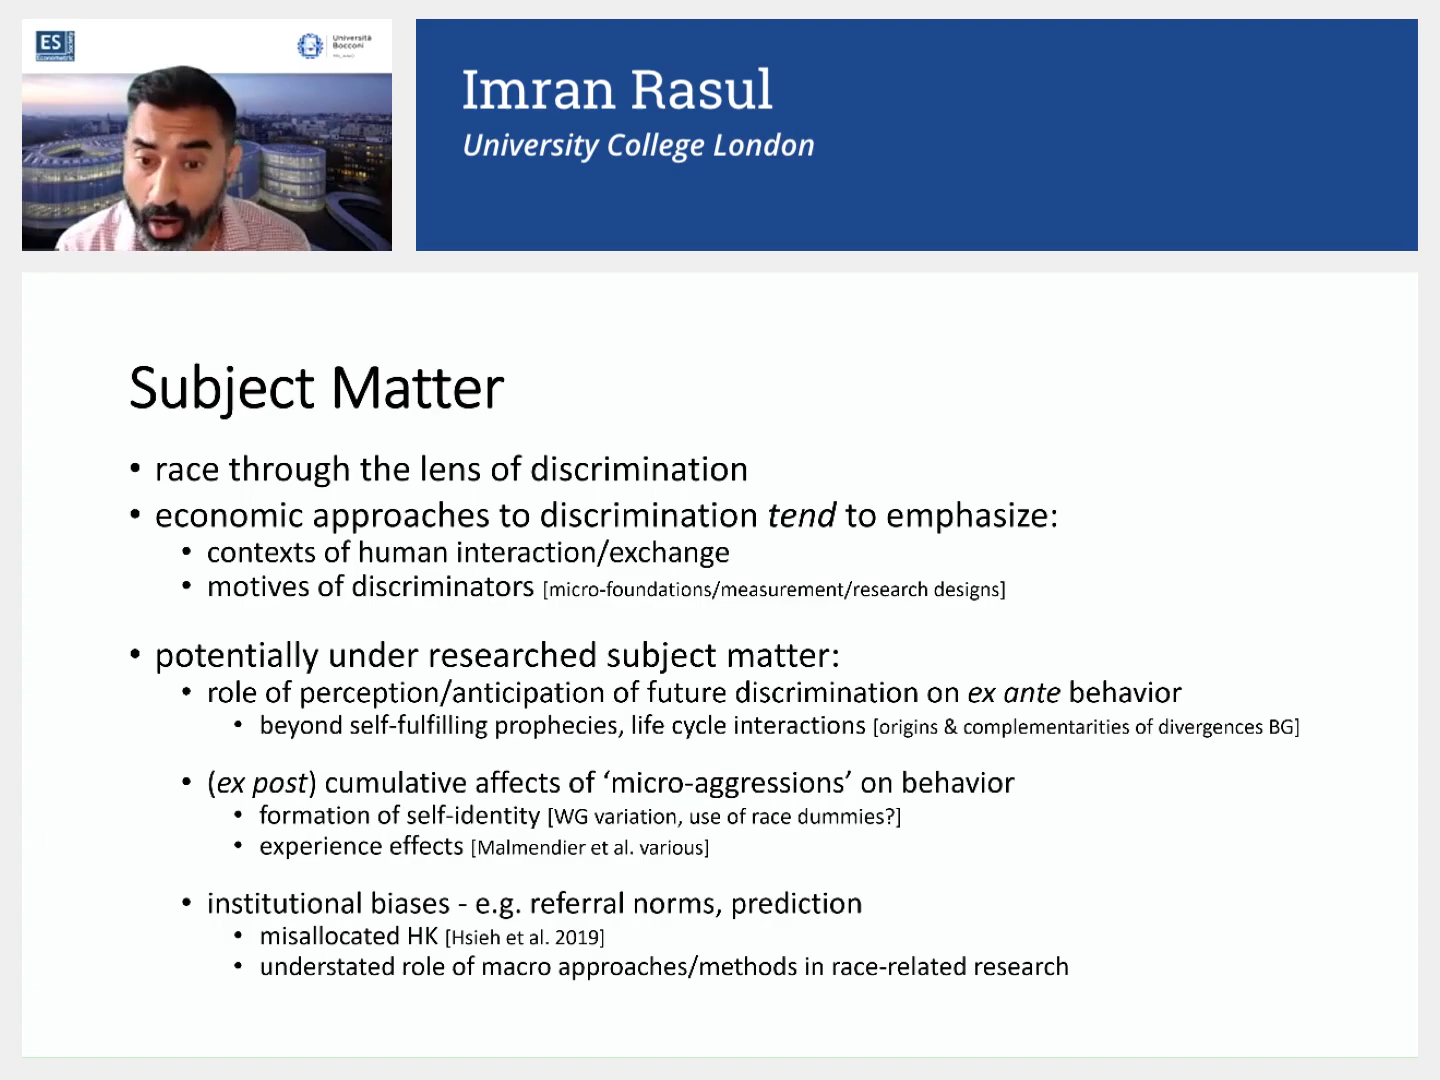 ES
Econometric
Society
Università
Bocconi
Imran Rasul
University College London
Subject Matter
• race through the lens of discrimination
• economic approaches to discrimination tend to emphasize:
• contexts of human interaction/exchange
• motives of discriminators [micro-foundations/measurement/research designs]
• potentially under researched subject matter:
• role of perception/anticipation of future discrimination on ex ante behavior
• beyond self-fulfilling prophecies, life cycle interactions [origins & complementarities of divergences BG]
• (ex post) cumulative affects of ‘micro-aggressions’ on behavior
• formation of self-identity [WG variation, use of race dummies?]
• experience effects [Malmendier et al. various]
• institutional biases - e.g. referral norms, prediction
• misallocated HK [Hsieh et al. 2019]
• understated role of macro approaches/methods in race-related research